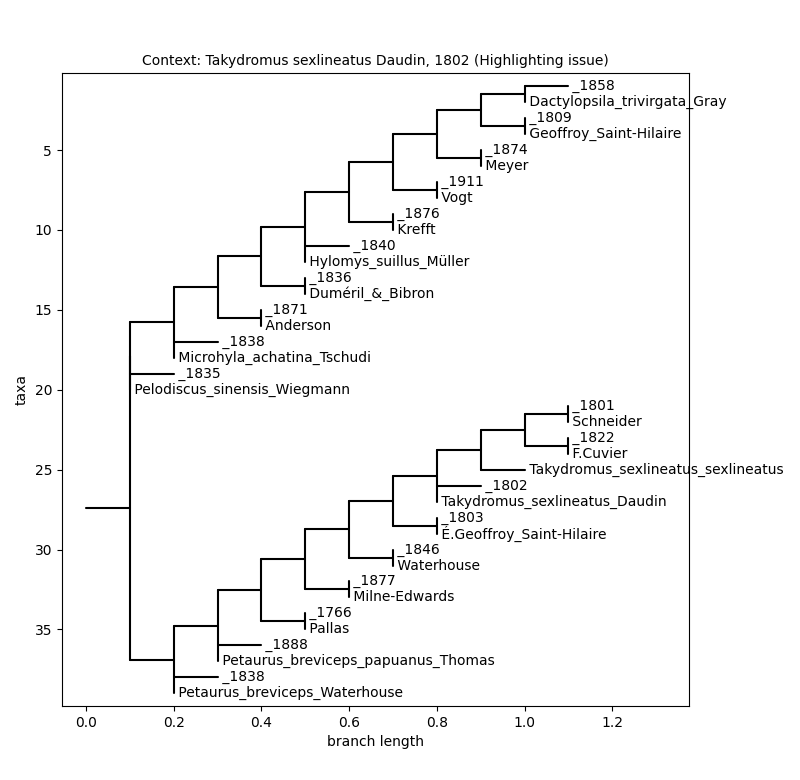 Context: Takydromus sexlineatus Daudin, 1802 (Highlighting issue)
_1858
Dactylopsila_trivirgata_Gray
_1809
Geoffroy_Saint-Hilaire
_1874
5
Meyer
_1911
Vogt
_1876
Krefft
10
_1840
Hylomys_suillus_Müller
_1836
Duméril_&_Bibron
_1871
15
Anderson
_1838
Microhyla_achatina_Tschudi
_1835
20
Pelodiscus_sinensis_Wiegmann
_1801
Schneider
_1822
F.Cuvier
25
Takydromus_sexlineatus_sexlineatus
_1802
Takydromus_sexlineatus_Daudin
_1803
É.Geoffroy_Saint-Hilaire
30
_1846
Waterhouse
_1877
Milne-Edwards
_1766
35
Pallas
_1888
Petaurus_breviceps_papuanus_Thomas
_1838
Petaurus_breviceps_Waterhouse
taxa
0.0 0.2 0.4 0.6 0.8 1.0 1.2
branch length